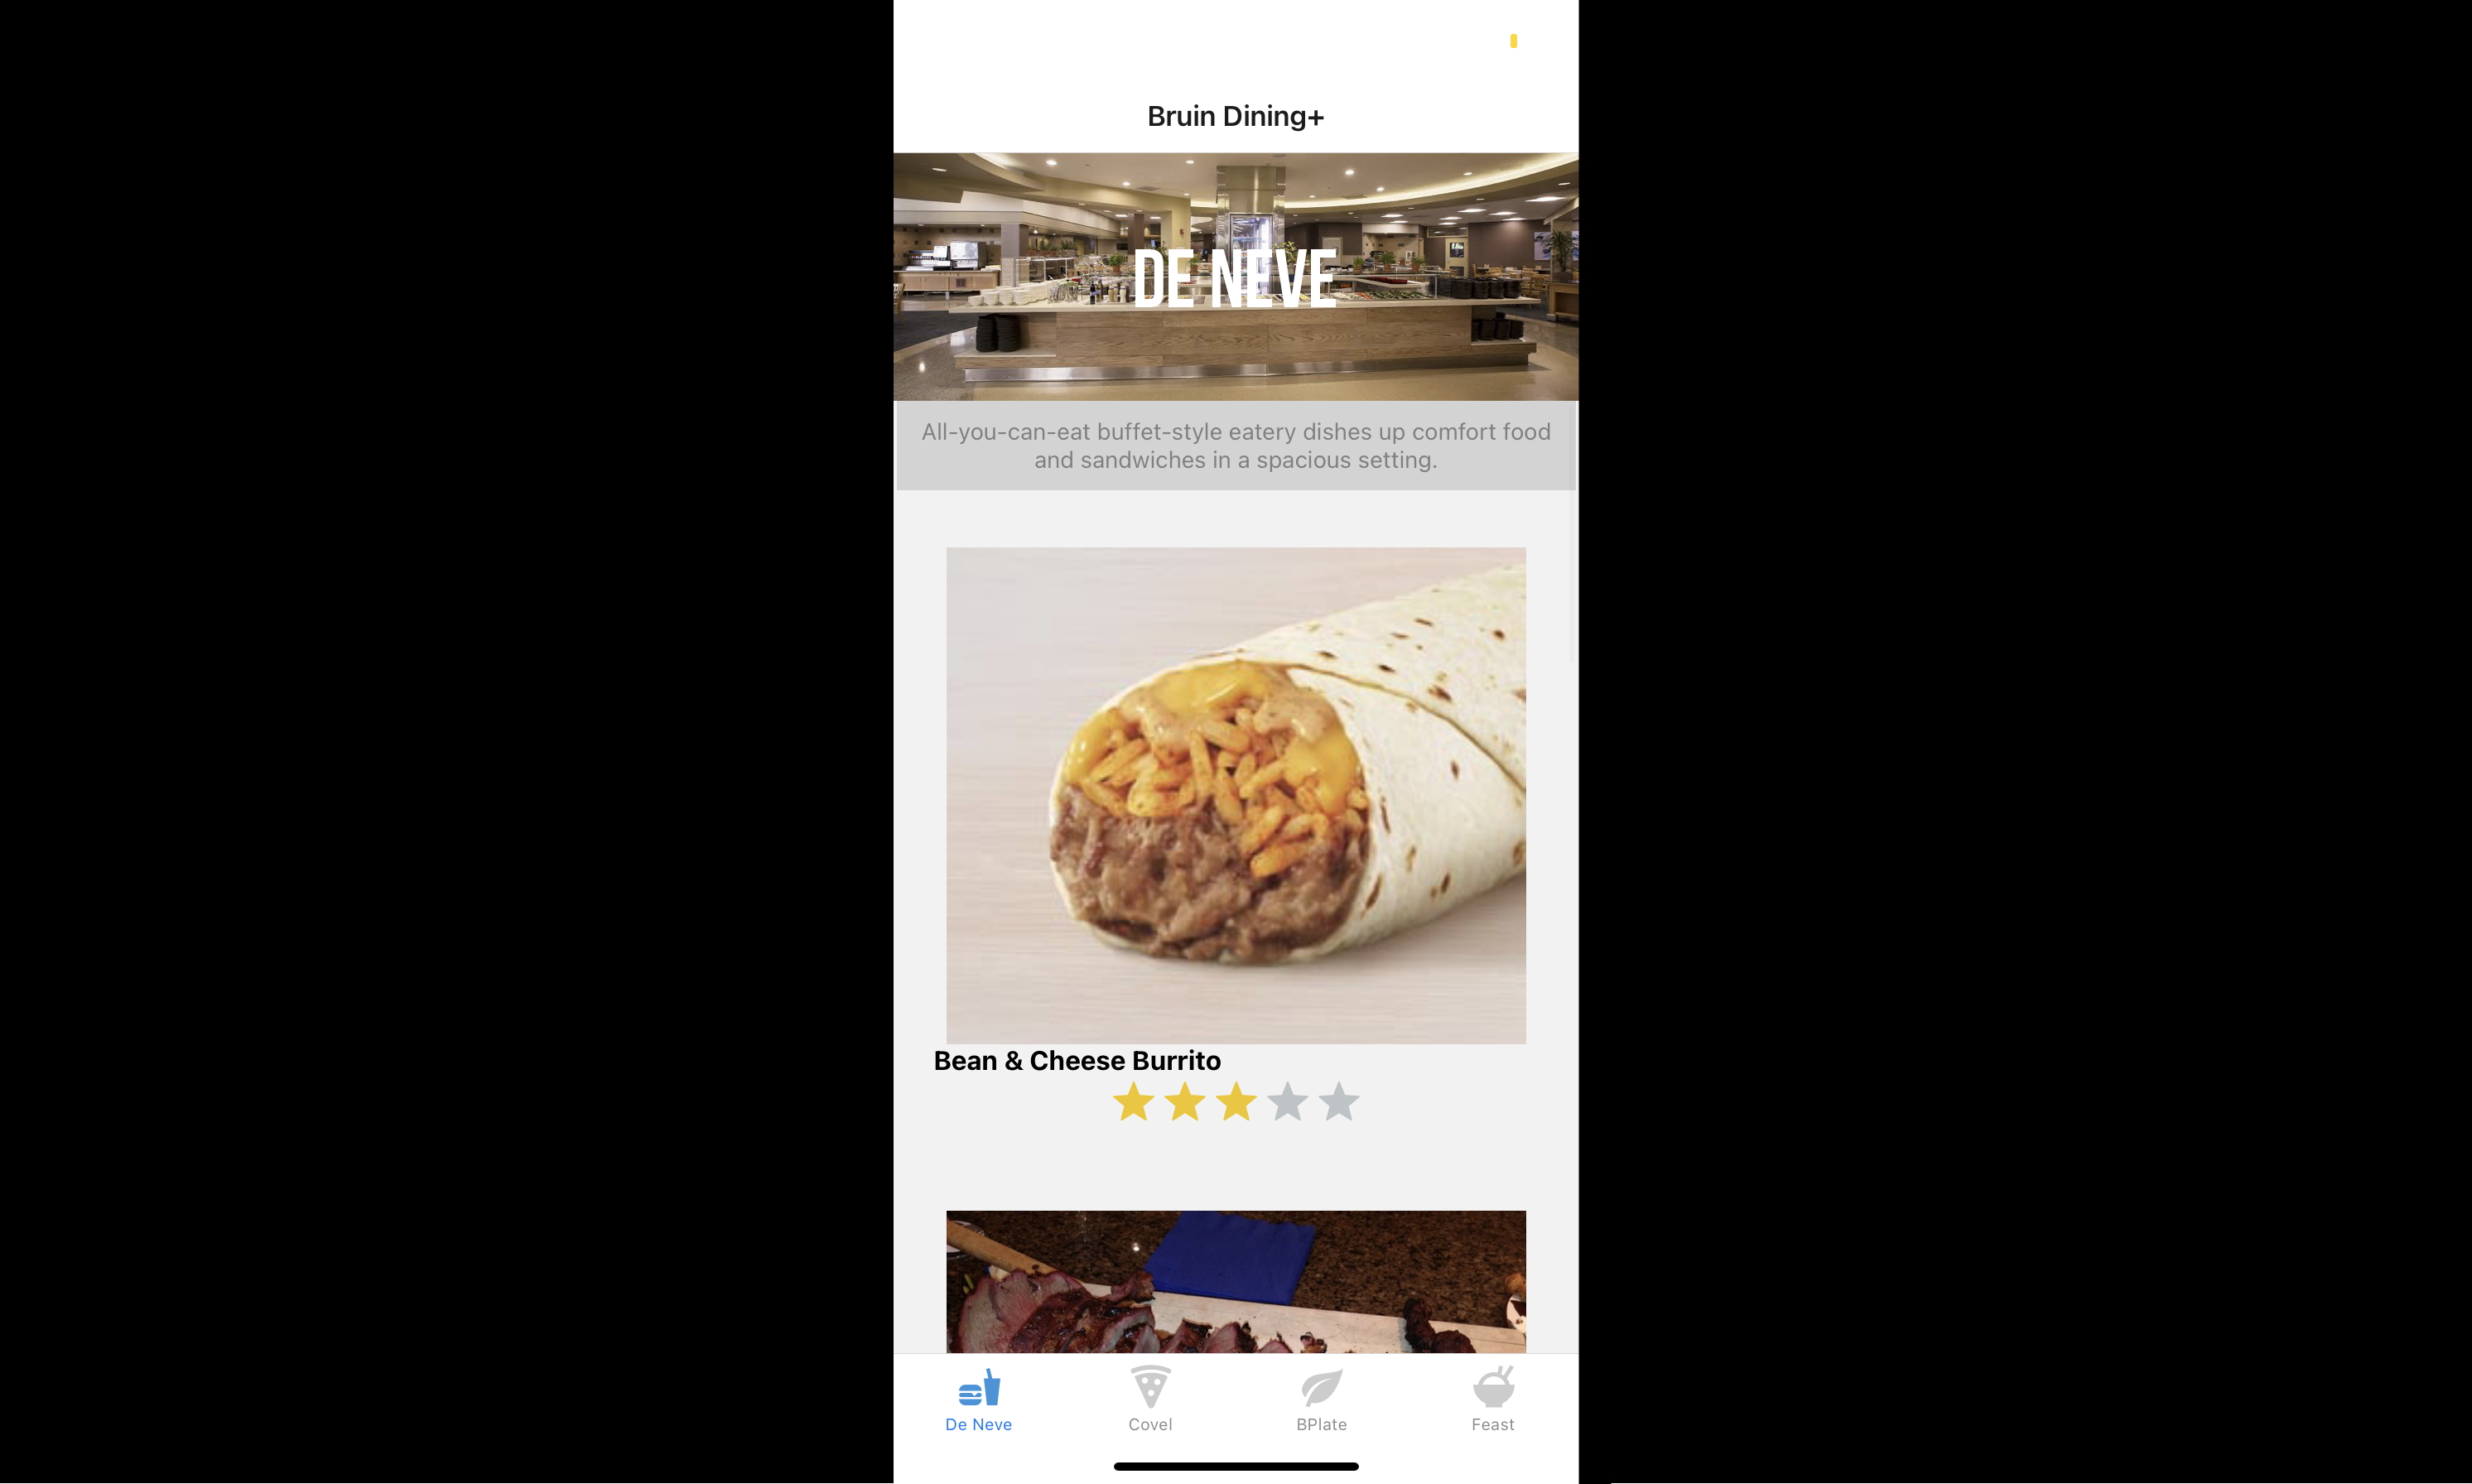 Bruin Dining+
DE NEVE
All-you-can-eat buffet-style eatery dishes up comfort food
and sandwiches in a spacious setting.
Bean & Cheese Burrito
De Neve
Covel
BPlate
Feast